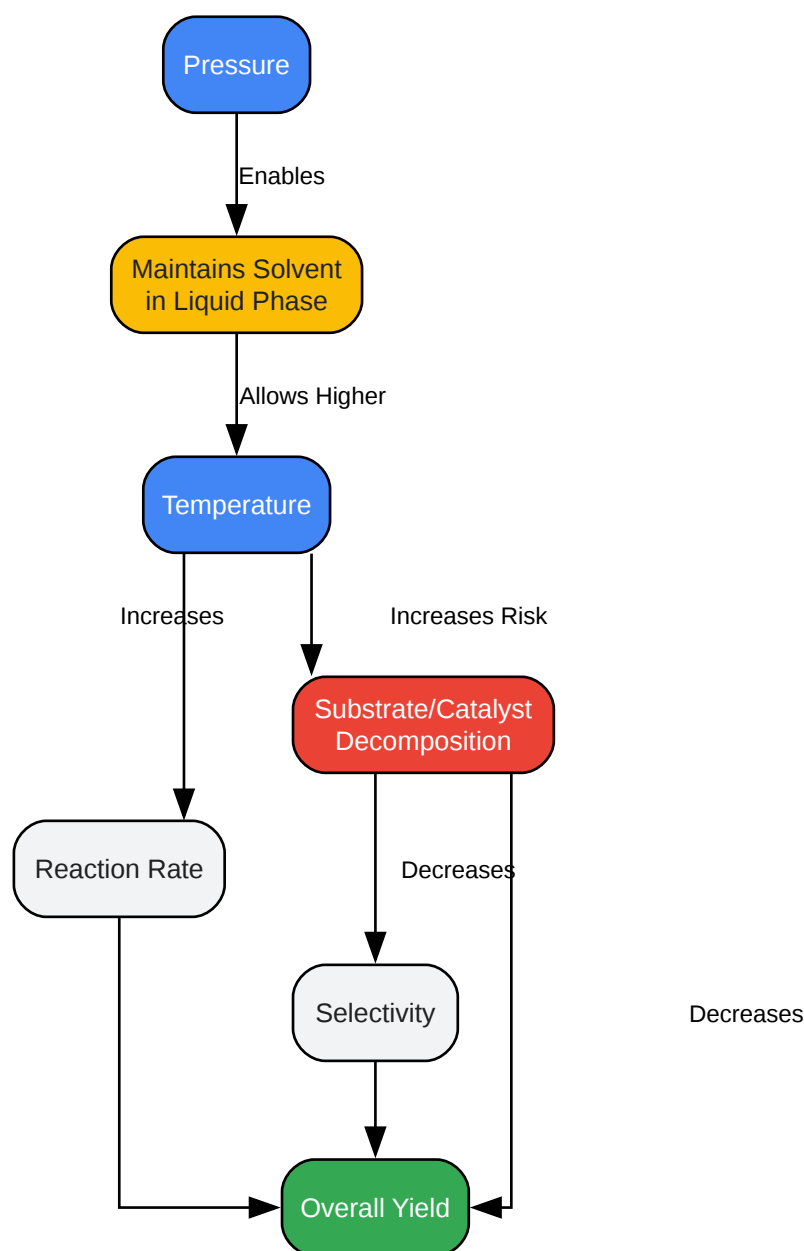 Pressure
Enables
Maintains Solvent
in Liquid Phase
Allows Higher
Temperature
Increases
Increases Risk
Substrate/Catalyst
Decomposition
Reaction Rate
Decreases
Selectivity
Decreases
Overall Yield